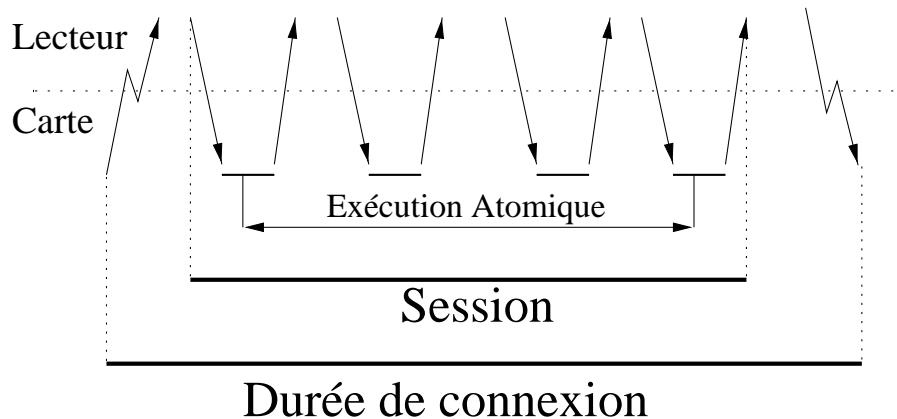 Lecteur
Carte
Exécution Atomique
Session
Durée de connexion